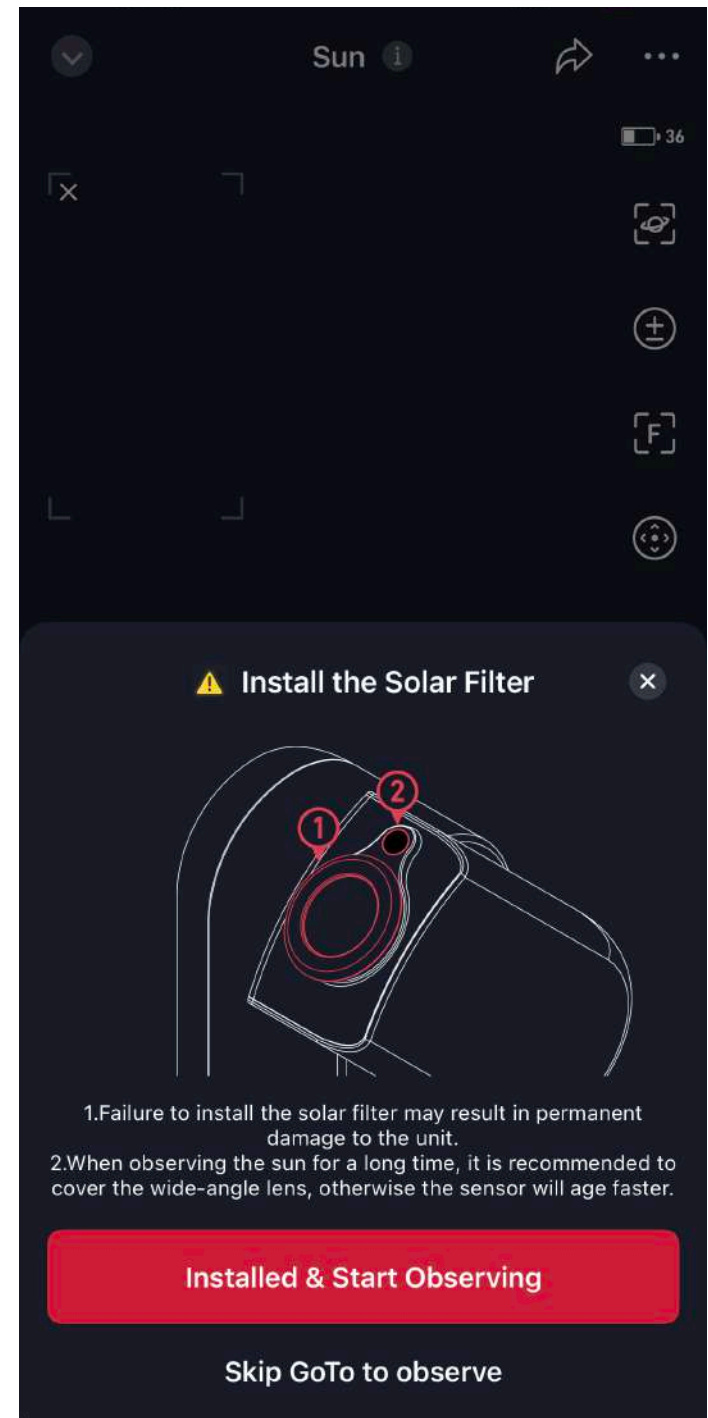 Sun i
36
F
Install the Solar Filter
2
1
1.Failure to install the solar filter may result in permanent
damage to the unit.
2.When observing the sun for a long time, it is recommended to
cover the wide-angle lens, otherwise the sensor will age faster.
Installed & Start Observing
Skip GoTo to observe